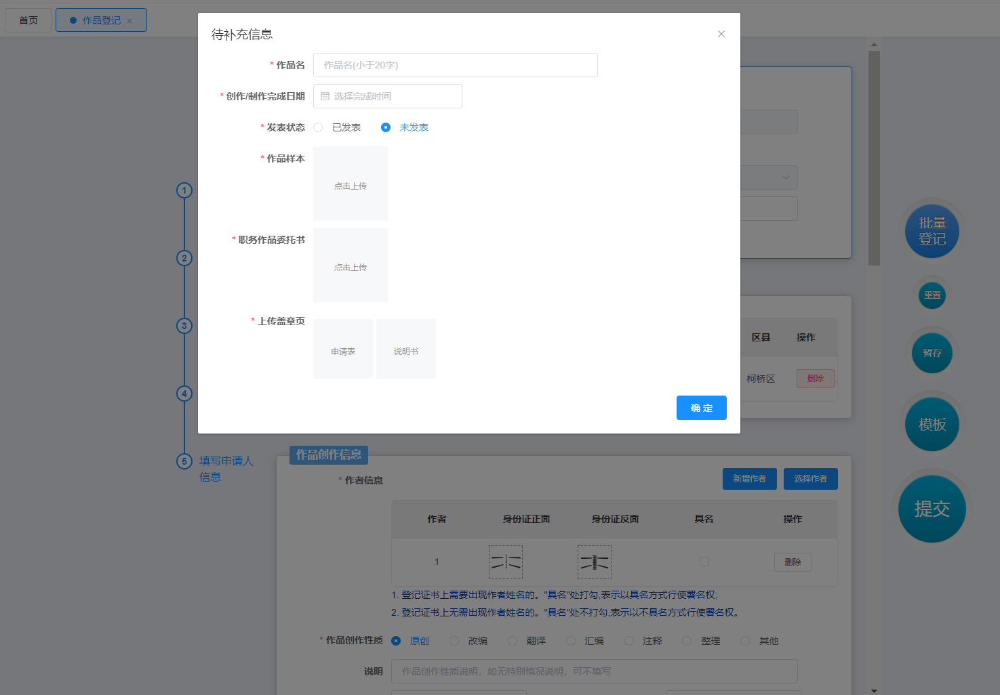 首页
作品登记 ×
待补充信息
* 作品名
作品名(小于20字)
* 创作/制作完成日期
选择完成时间
* 发表状态
已发表
未发表
* 作品样本
点击上传
* 职务作品委托书
点击上传
* 上传盖章页
申请表
说明书
确 定
1
2
3
4
5
填写申请人
信息
区县
操作
柯桥区
删除
作品创作信息
* 作者信息
新增作者
选择作者
作者
身份证正面
身份证反面
具名
操作
1
删除
1. 登记证书上需要出现作者姓名的。"具名"处打勾,表示以具名方式行使署名权;
2. 登记证书上无需出现作者姓名的。"具名"处不打勾,表示以不具名方式行使署名权。
* 作品创作性质
原创
改编
翻译
汇编
注释
整理
其他
说明
作品创作性质说明，如无特别情况说明，可不填写
批量
登记
重置
暂存
模板
提交